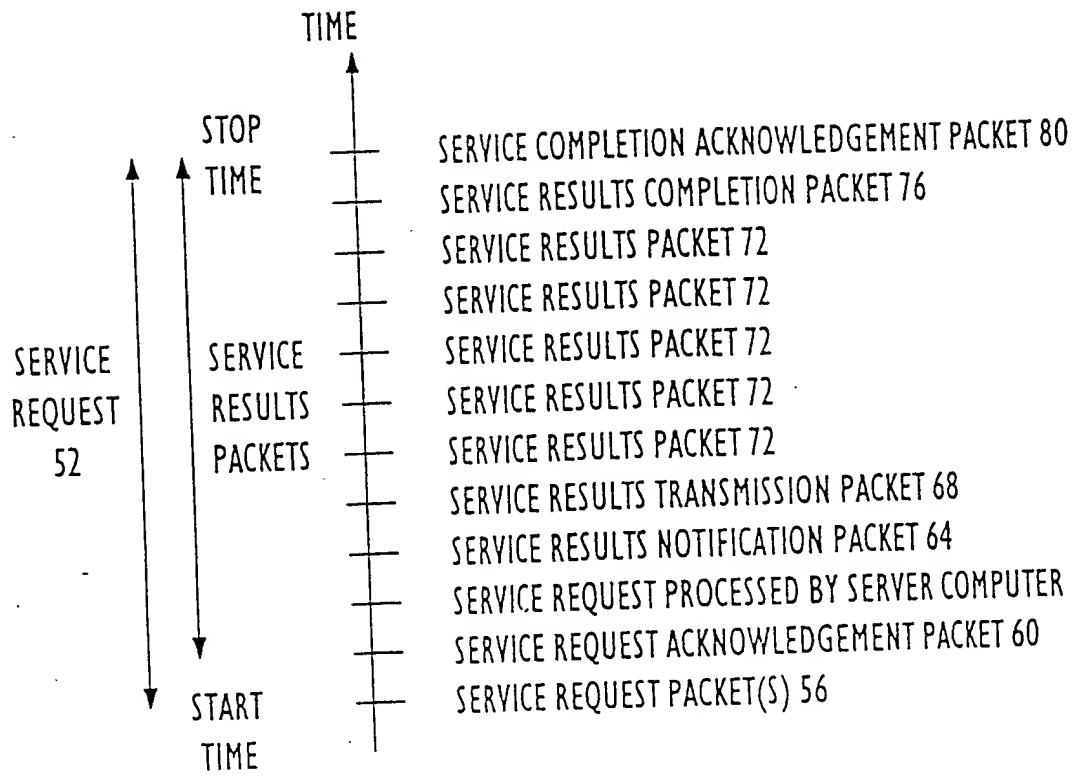 TIME
STOP
TIME
SERVICE COMPLETION ACKNOWLEDGEMENT PACKET 80
SERVICE RESULTS COMPLETION PACKET 76
SERVICE RESULTS PACKET 72
SERVICE RESULTS PACKET 72
SERVICE RESULTS PACKET 72
SERVICE RESULTS PACKET 72
SERVICE RESULTS PACKET 72
SERVICE RESULTS TRANSMISSION PACKET 68
SERVICE RESULTS NOTIFICATION PACKET 64
SERVICE REQUEST PROCESSED BY SERVER COMPUTER
SERVICE REQUEST ACKNOWLEDGEMENT PACKET 60
SERVICE REQUEST PACKET(S) 56
SERVICE
REQUEST
52
SERVICE
RESULTS
PACKETS
START
TIME